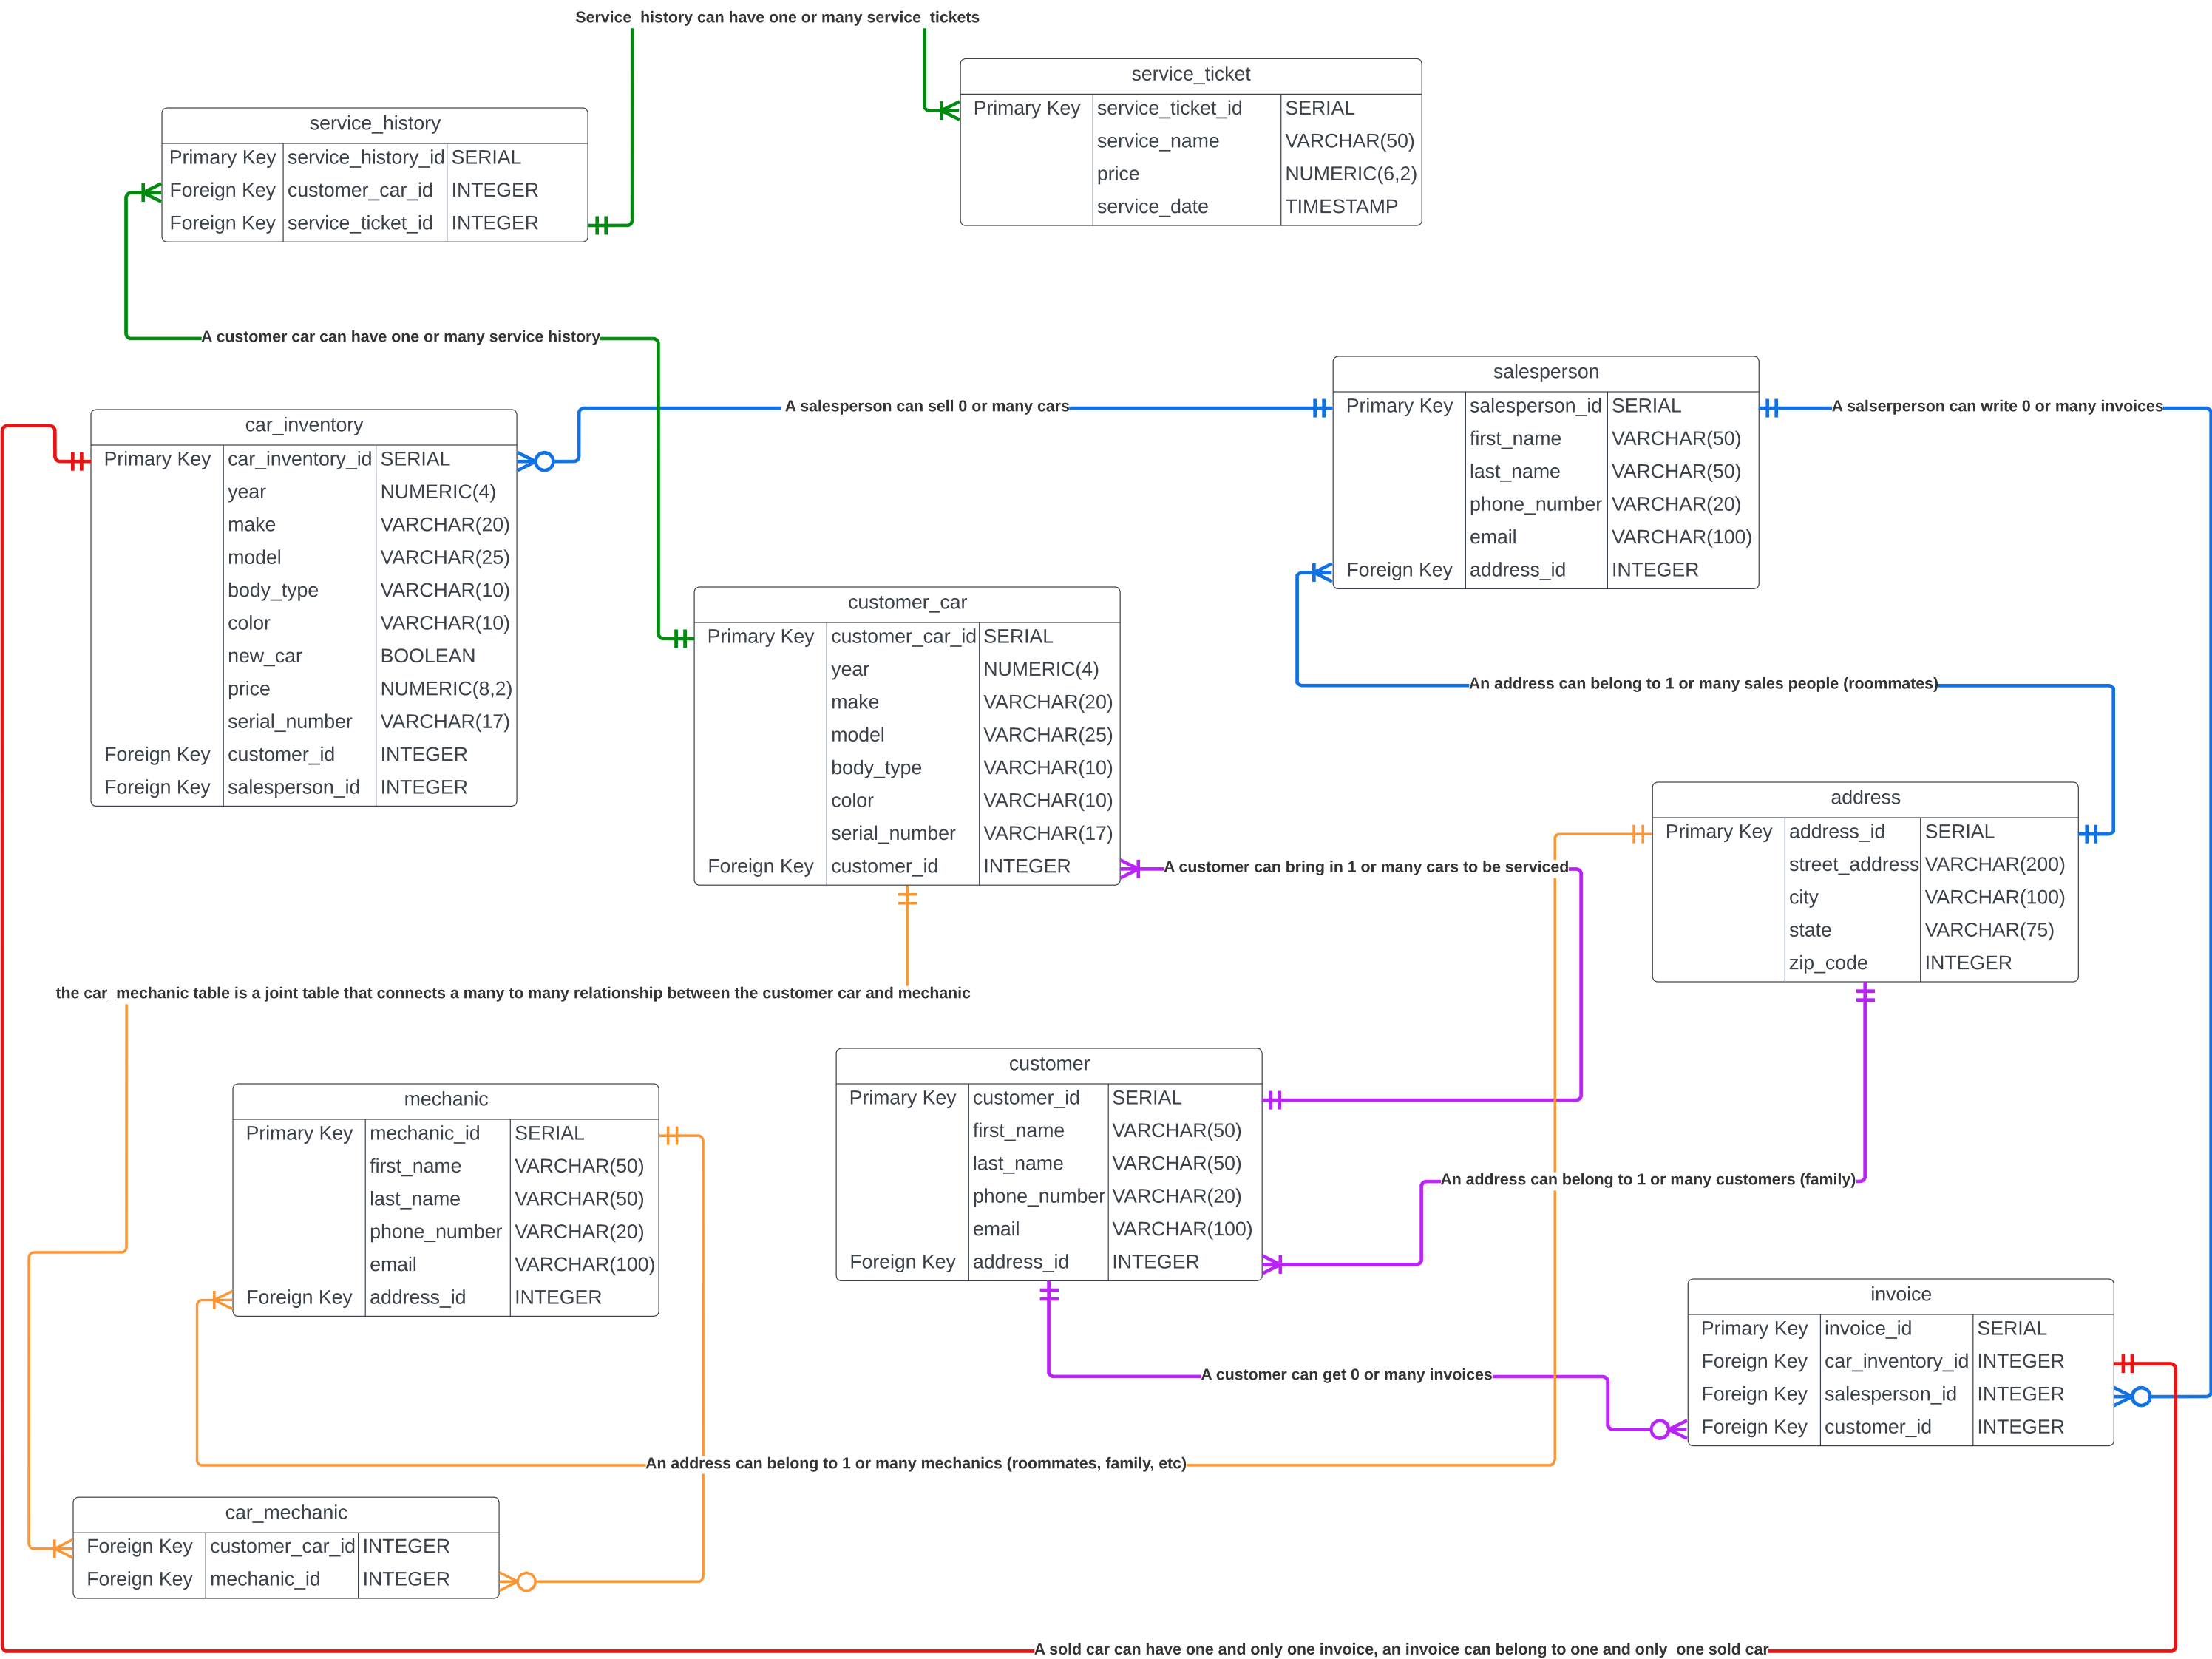 Service_history can have one or many service_tickets
service_ticket
Primary Key service_ticket_id SERIAL
service_name VARCHAR(50)
price NUMERIC(6,2)
service_date TIMESTAMP
service_history
Primary Key service_history_id SERIAL
Foreign Key customer_car_id INTEGER
Foreign Key service_ticket_id INTEGER
A customer car can have one or many service history
salesperson
Primary Key salesperson_id SERIAL
first_name VARCHAR(50)
last_name VARCHAR(50)
phone_number VARCHAR(20)
email VARCHAR(100)
Foreign Key address_id INTEGER
A salesperson can sell 0 or many cars
A salserperson can write 0 or many invoices
car_inventory
Primary Key car_inventory_id SERIAL
year NUMERIC(4)
make VARCHAR(20)
model VARCHAR(25)
body_type VARCHAR(10)
color VARCHAR(10)
new_car BOOLEAN
price NUMERIC(8,2)
serial_number VARCHAR(17)
Foreign Key customer_id INTEGER
Foreign Key salesperson_id INTEGER
customer_car
Primary Key customer_car_id SERIAL
year NUMERIC(4)
make VARCHAR(20)
model VARCHAR(25)
body_type VARCHAR(10)
color VARCHAR(10)
serial_number VARCHAR(17)
Foreign Key customer_id INTEGER
An address can belong to 1 or many sales people (roommates)
address
Primary Key address_id SERIAL
street_address VARCHAR(200)
city VARCHAR(100)
state VARCHAR(75)
zip_code INTEGER
A customer can bring in 1 or many cars to be serviced
the car_mechanic table is a joint table that connects a many to many relationship between the customer car and mechanic
customer
Primary Key customer_id SERIAL
first_name VARCHAR(50)
last_name VARCHAR(50)
phone_number VARCHAR(20)
email VARCHAR(100)
Foreign Key address_id INTEGER
mechanic
Primary Key mechanic_id SERIAL
first_name VARCHAR(50)
last_name VARCHAR(50)
phone_number VARCHAR(20)
email VARCHAR(100)
Foreign Key address_id INTEGER
An address can belong to 1 or many customers (family)
invoice
Primary Key invoice_id SERIAL
Foreign Key car_inventory_id INTEGER
Foreign Key salesperson_id INTEGER
Foreign Key customer_id INTEGER
A customer can get 0 or many invoices
An address can belong to 1 or many mechanics (roommates, family, etc)
car_mechanic
Foreign Key customer_car_id INTEGER
Foreign Key mechanic_id INTEGER
A sold car can have one and only one invoice, an invoice can belong to one and only  one sold car